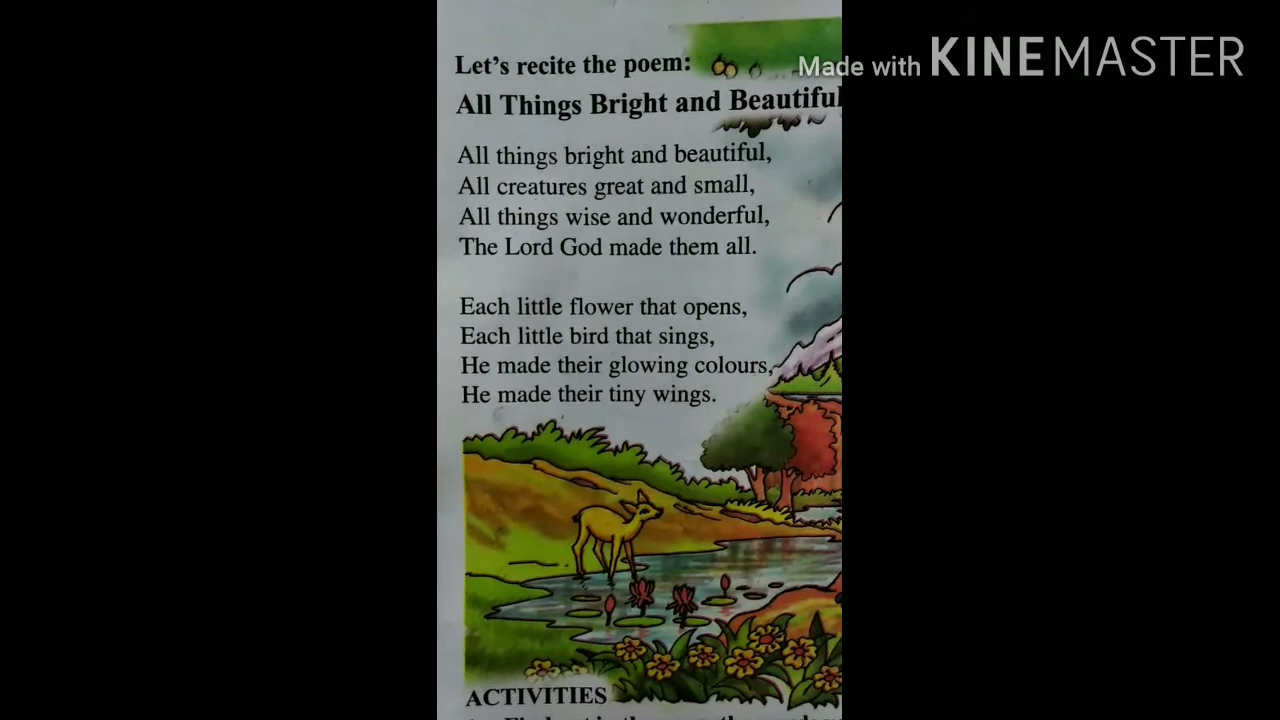 Made with KINEMASTER
Let's recite the poem:
All Things Bright and Beautiful
All things bright and beautiful,
All creatures great and small,
All things wise and wonderful,
The Lord God made them all.
Each little flower that opens,
Each little bird that sings,
He made their glowing colours,
He made their tiny wings.
ACTIVITIES